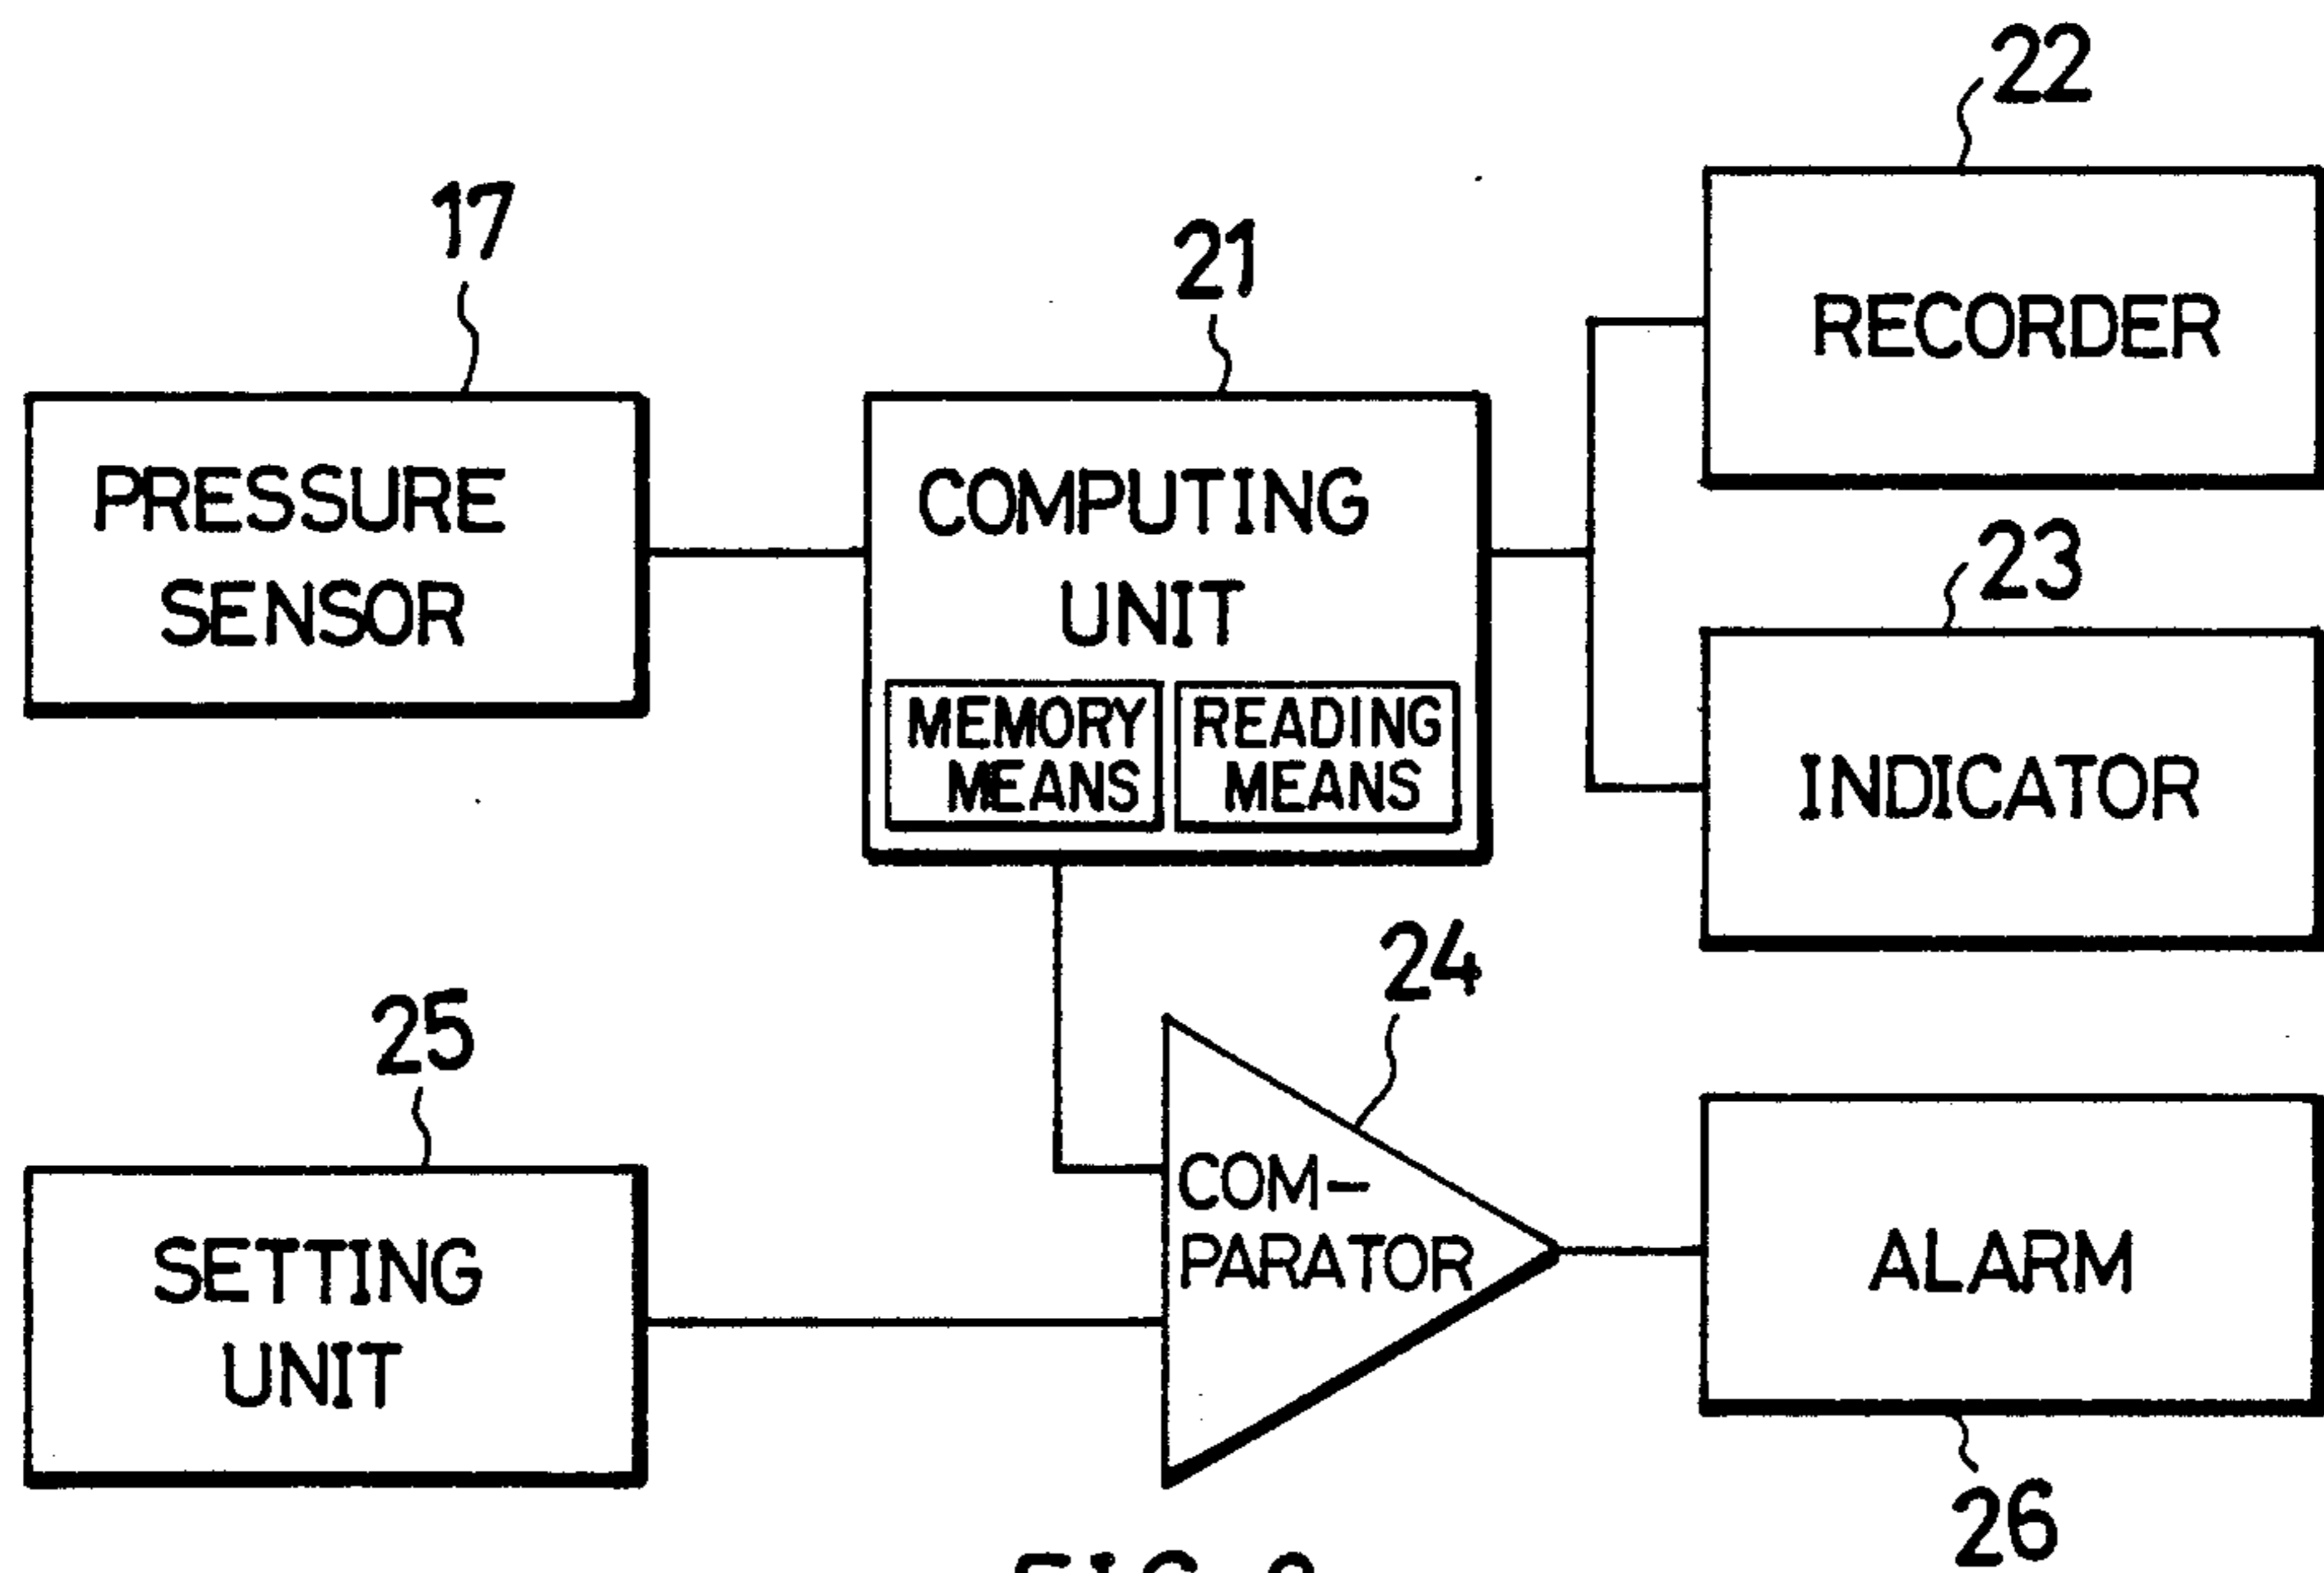 22
17
21
RECORDER
PRESSURE
SENSOR
COMPUTING
UNIT
MEMORY
MEANS
READING
MEANS
23
INDICATOR
24
25
COM-
PARATOR
SETTING
UNIT
ALARM
26